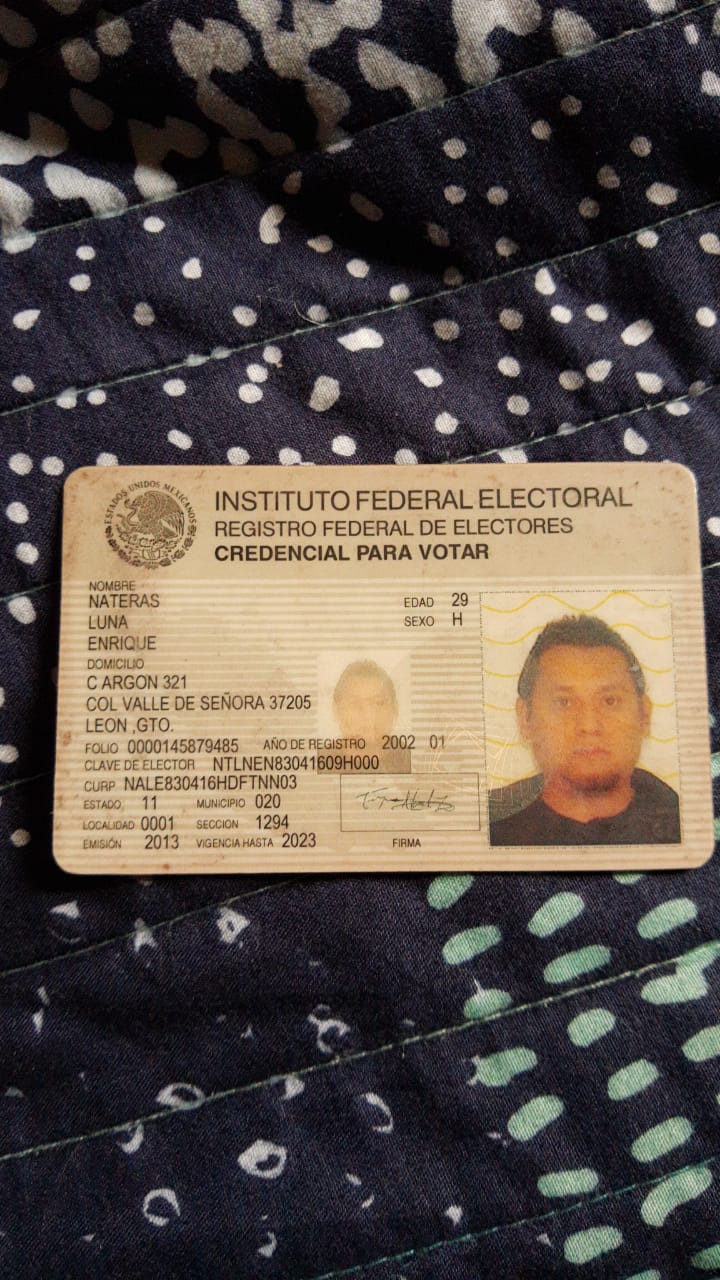 ESTADOS UNIDOS MEXICANOS
INSTITUTO FEDERAL ELECTORAL
REGISTRO FEDERAL DE ELECTORES
CREDENCIAL PARA VOTAR
NOMBRE
NATERAS
LUNA
ENRIQUE
EDAD 29
SEXO H
DOMICILIO
C ARGON 321
COL VALLE DE SEÑORA 37205
LEON ,GTO.
FOLIO 0000145879485 AÑO DE REGISTRO 2002 01
CLAVE DE ELECTOR NTLNEN83041609H000
CURP NALE830416HDFTNN03
ESTADO 11 MUNICIPIO 020
LOCALIDAD 0001 SECCION 1294
EMISIÓN 2013 VIGENCIA HASTA 2023
FIRMA